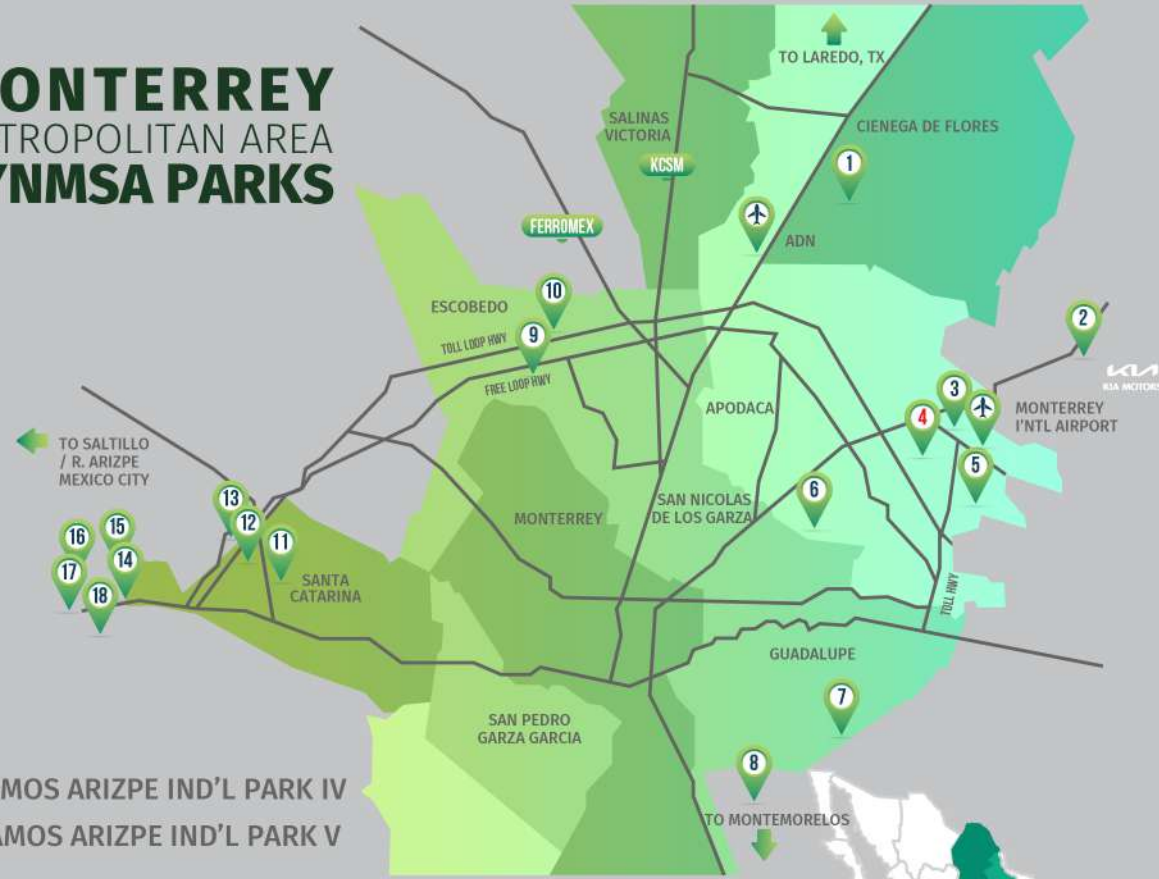 ONTERREY
TROPOLITAN AREA
YNMSA PARKS
TO LAREDO, TX
SALINAS
VICTORIA
CIENEGA DE FLORES
KCSM
1
FERROMEX
ADN
ESCOBEDO
10
9
TOLL LOOP HWY
FREE LOOP HWY
2
KIA
KIA MOTORS
3
4
MONTERREY
I'NTL AIRPORT
APODACA
5
6
TO SALTILLO
/ R. ARIZPE
MEXICO CITY
SAN NICOLAS
DE LOS GARZA
MONTERREY
13
12
11
16
15
14
17
18
SANTA
CATARINA
TOLL HWY
GUADALUPE
7
SAN PEDRO
GARZA GARCIA
8
TO MONTEMORELOS
MOS ARIZPE IND'L PARK IV
AMOS ARIZPE IND'L PARK V